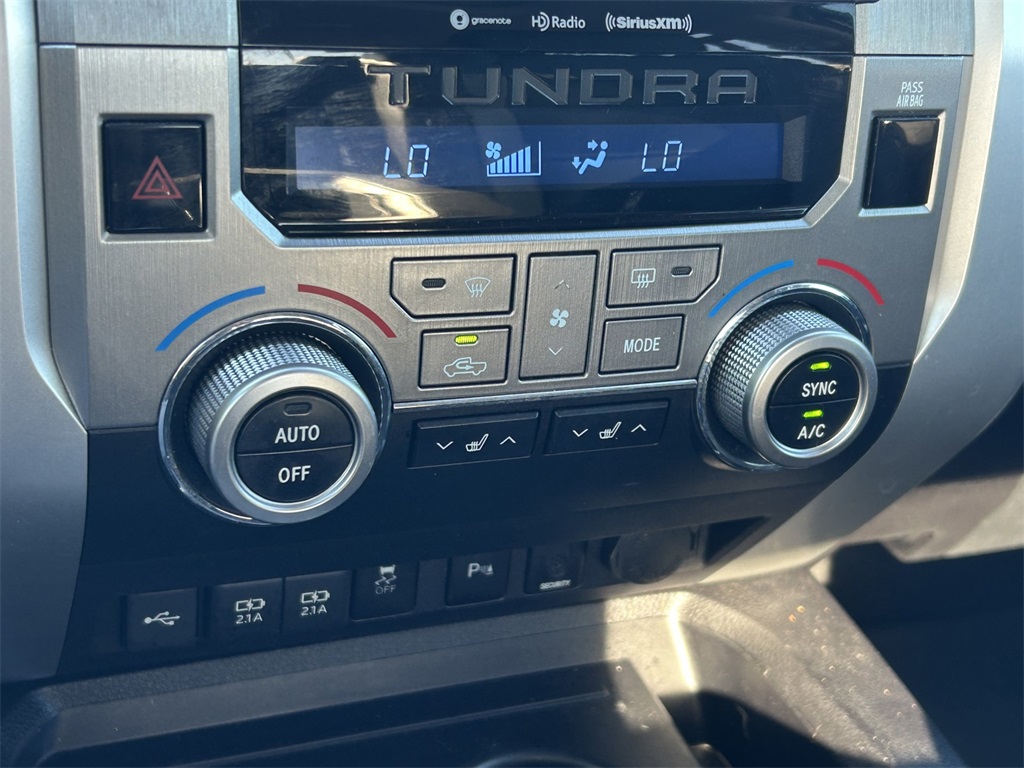 gracenote HD Radio ((SiriusXM))
TUNDRA
PASS
AIR BAG
LO LO
MODE
SYNC
A/C
AUTO
OFF
2.1A
2.1A
OFF
P
SECURITY